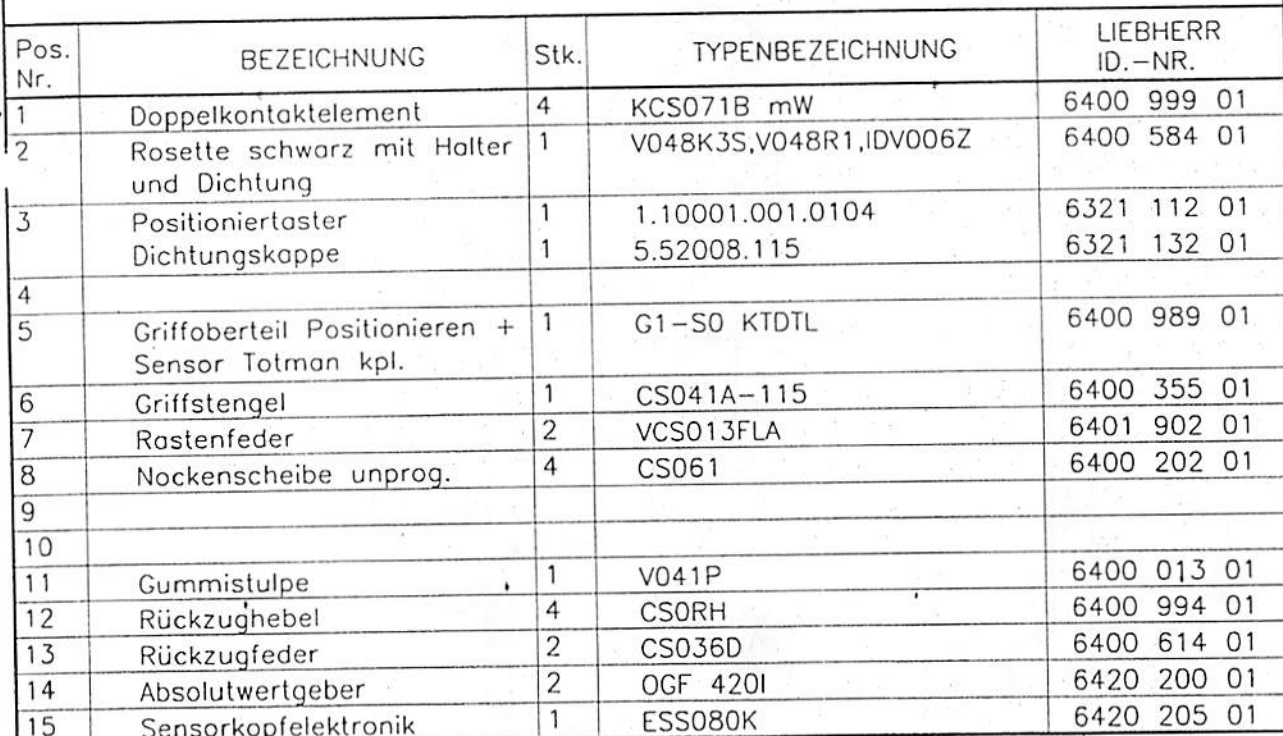 Pos. Nr. BEZEICHNUNG Stk. TYPENBEZEICHNUNG LIEBHERR ID.-NR.
1 Doppelkontaktelement 4 KCS071B mW 6400 999 01
2 Rosette schwarz mit Halter 1 V048K3S,V048R1,IDV006Z 6400 584 01
und Dichtung
3 Positioniertaster 1 1.10001.001.0104 6321 112 01
Dichtungskappe 1 5.52008.115 6321 132 01
4
5 Griffoberteil Positionieren + 1 G1-S0 KTDTL 6400 989 01
Sensor Totman kpl.
6 Griffstengel 1 CS041A-115 6400 355 01
7 Rastenfeder 2 VCS013FLA 6401 902 01
8 Nockenscheibe unprog. 4 CS061 6400 202 01
9
10
11 Gummistulpe 1 V041P 6400 013 01
12 Rückzughebel 4 CS0RH 6400 994 01
13 Rückzugfeder 2 CS036D 6400 614 01
14 Absolutwertgeber 2 OGF 420I 6420 200 01
15 Sensorkopfelektronik 1 ESS080K 6420 205 01